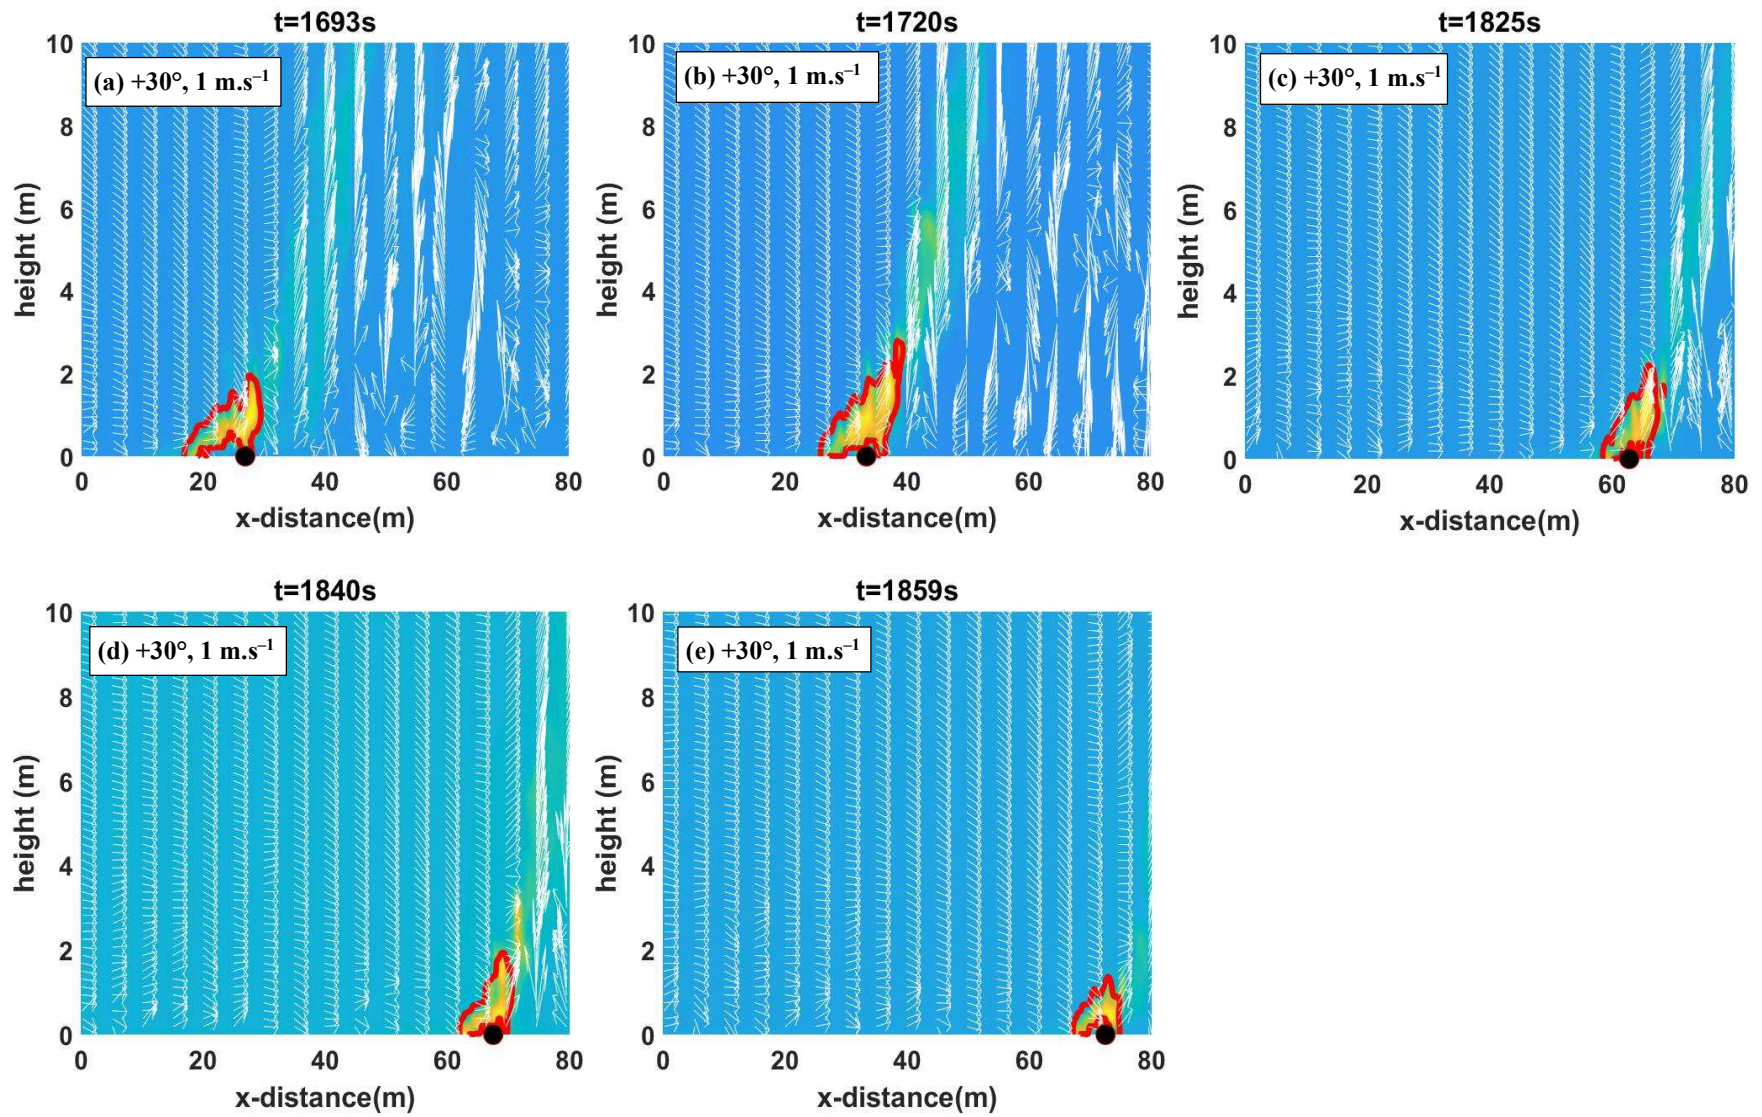 t=1693s
10
8
6
4
2
0
height (m)
(a) +30°, 1 m.s⁻¹
0 20 40 60 80
x-distance(m)
t=1720s
10
8
6
4
2
0
height (m)
(b) +30°, 1 m.s⁻¹
0 20 40 60 80
x-distance(m)
t=1825s
10
8
6
4
2
0
height (m)
(c) +30°, 1 m.s⁻¹
0 20 40 60 80
x-distance(m)
t=1840s
10
8
6
4
2
0
height (m)
(d) +30°, 1 m.s⁻¹
0 20 40 60 80
x-distance(m)
t=1859s
10
8
6
4
2
0
height (m)
(e) +30°, 1 m.s⁻¹
0 20 40 60 80
x-distance(m)